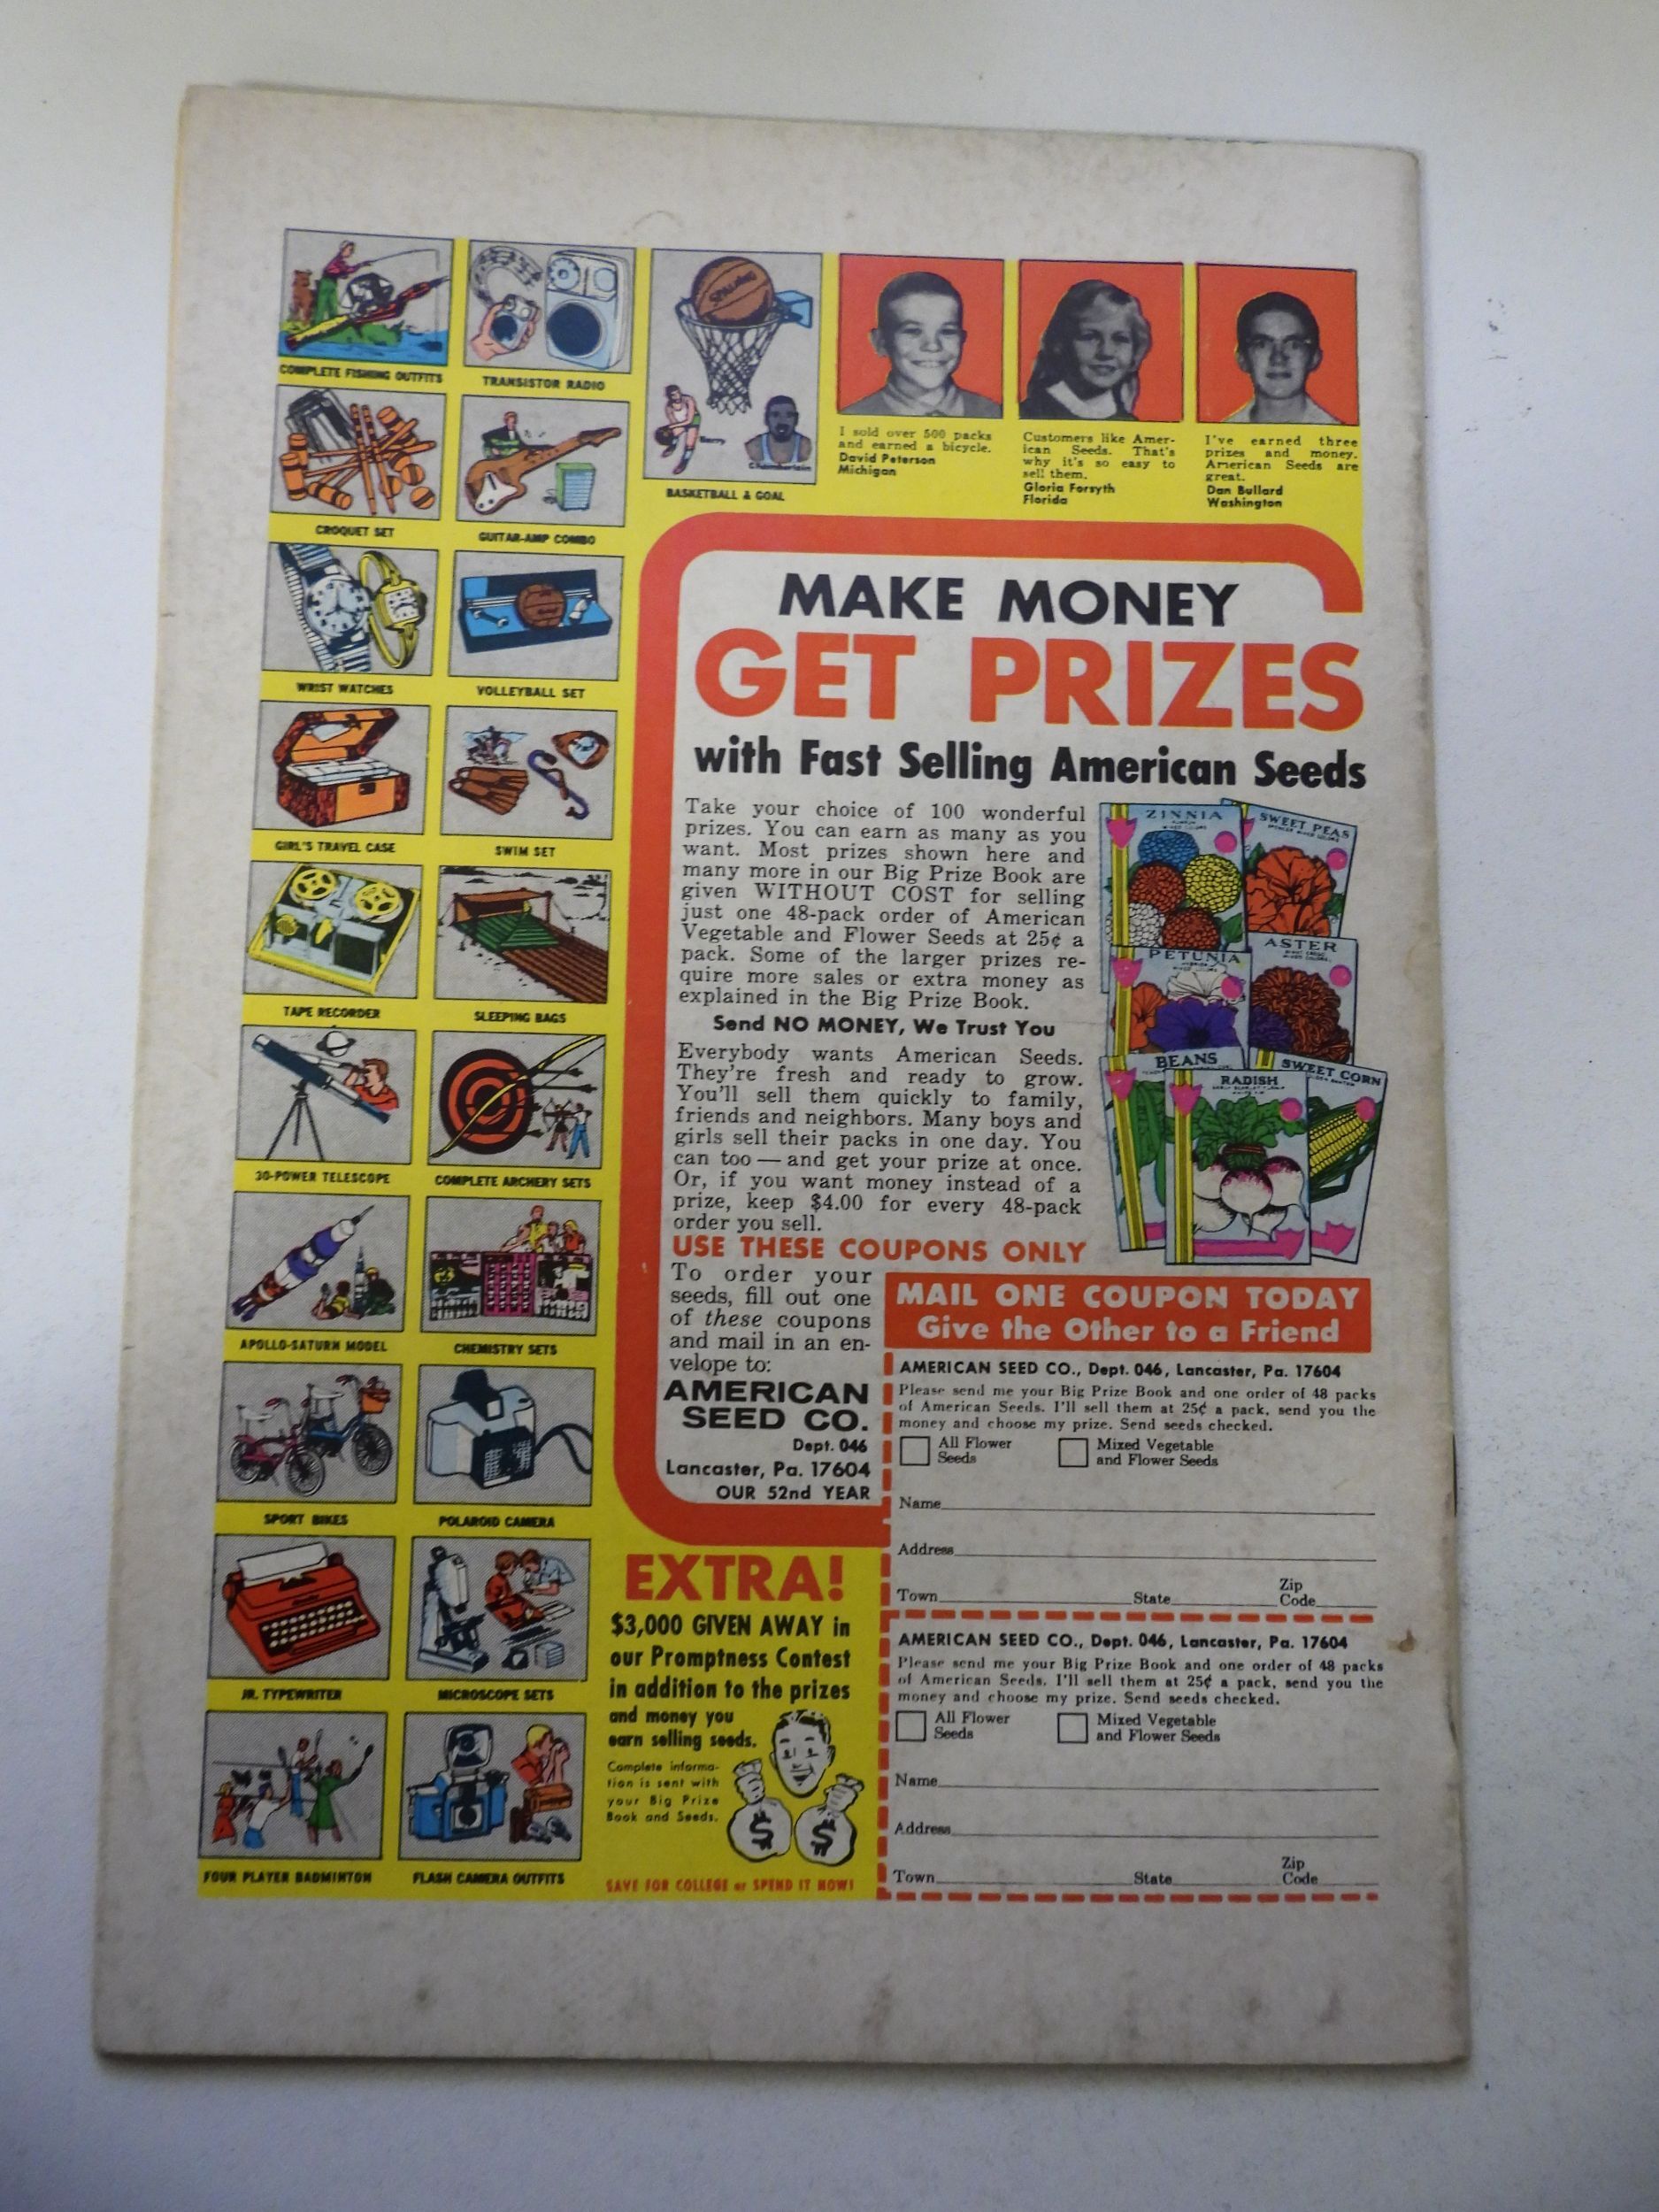 COMPLETE FISHING OUTFITS
TRANSISTOR RADIO
SPALDING
Barry
Chamberlain
BASKETBALL & GOAL
CROQUET SET
GUITAR-AMP COMBO
WRIST WATCHES
VOLLEYBALL SET
GIRL'S TRAVEL CASE
SWIM SET
TAPE RECORDER
SLEEPING BAGS
30-POWER TELESCOPE
COMPLETE ARCHERY SETS
APOLLO-SATURN MODEL
CHEMISTRY SETS
SPORT BIKES
POLAROID CAMERA
JR. TYPEWRITER
MICROSCOPE SETS
FOUR PLAYER BADMINTON
FLASH CAMERA OUTFITS
I sold over 500 packs
and earned a bicycle.
David Peterson
Michigan
Customers like Amer-
ican Seeds. That's
why it's so easy to
sell them.
Gloria Forsyth
Florida
I've earned three
prizes and money.
American Seeds are
great.
Dan Bullard
Washington
MAKE MONEY
GET PRIZES
with Fast Selling American Seeds
Take your choice of 100 wonderful
prizes. You can earn as many as you
want. Most prizes shown here and
many more in our Big Prize Book are
given WITHOUT COST for selling
just one 48-pack order of American
Vegetable and Flower Seeds at 25¢ a
pack. Some of the larger prizes re-
quire more sales or extra money as
explained in the Big Prize Book.
Send NO MONEY, We Trust You
Everybody wants American Seeds.
They're fresh and ready to grow.
You'll sell them quickly to family,
friends and neighbors. Many boys and
girls sell their packs in one day. You
can too — and get your prize at once.
Or, if you want money instead of a
prize, keep $4.00 for every 48-pack
order you sell.
ZINNIA
SWEET PEAS
PETUNIA
ASTER
BEANS
RADISH
SWEET CORN
USE THESE COUPONS ONLY
To order your
seeds, fill out one
of these coupons
and mail in an en-
velope to:
AMERICAN
SEED CO.
Dept. 046
Lancaster, Pa. 17604
OUR 52nd YEAR
EXTRA!
$3,000 GIVEN AWAY in
our Promptness Contest
in addition to the prizes
and money you
earn selling seeds.
Complete informa-
tion is sent with
your Big Prize
Book and Seeds.
$ $
SAVE FOR COLLEGE or SPEND IT NOW!
MAIL ONE COUPON TODAY
Give the Other to a Friend
AMERICAN SEED CO., Dept. 046, Lancaster, Pa. 17604
Please send me your Big Prize Book and one order of 48 packs
of American Seeds. I'll sell them at 25¢ a pack, send you the
money and choose my prize. Send seeds checked.
All Flower
Seeds
Mixed Vegetable
and Flower Seeds
Name
Address
Town State Zip
Code
AMERICAN SEED CO., Dept. 046, Lancaster, Pa. 17604
Please send me your Big Prize Book and one order of 48 packs
of American Seeds. I'll sell them at 25¢ a pack, send you the
money and choose my prize. Send seeds checked.
All Flower
Seeds
Mixed Vegetable
and Flower Seeds
Name
Address
Town State Zip
Code